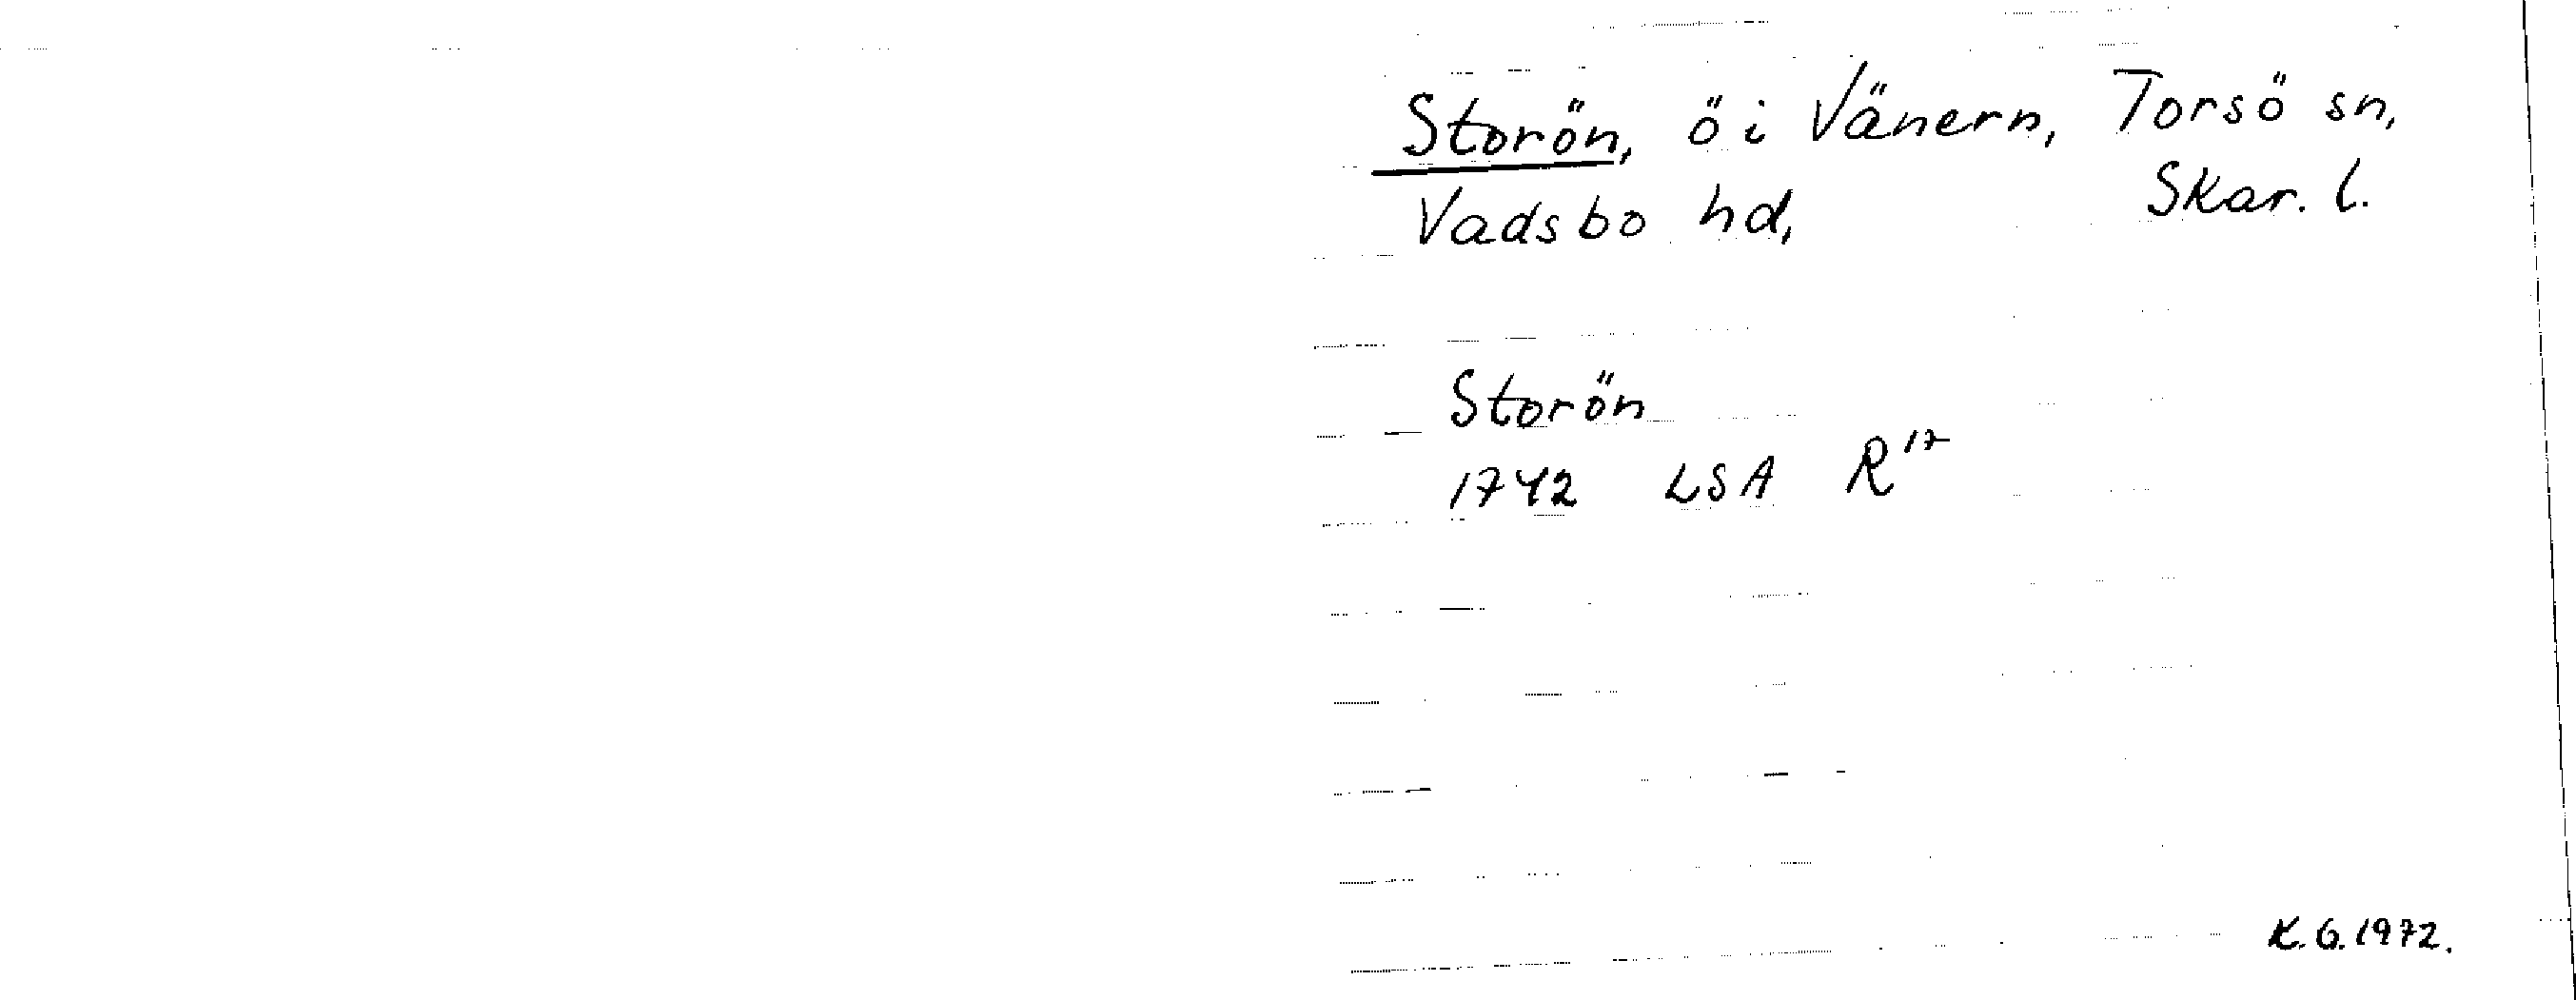 Storön, ö i Vänern, Torsö sn,
Vadsbo hd, Skar. l.
Storön
1742 LSA R¹⁷
K.G. 1972.